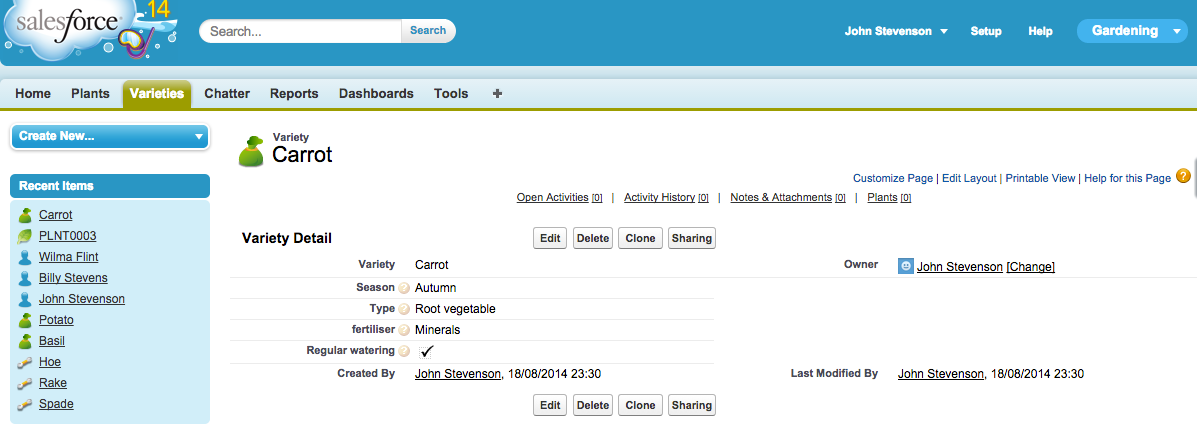 salesforce 14
Search... Search John Stevenson Setup Help Gardening
Home Plants Varieties Chatter Reports Dashboards Tools +
Create New...
Recent Items
Carrot
PLNT0003
Wilma Flint
Billy Stevens
John Stevenson
Potato
Basil
Hoe
Rake
Spade
Variety
Carrot
Customize Page | Edit Layout | Printable View | Help for this Page ?
Open Activities [0] | Activity History [0] | Notes & Attachments [0] | Plants [0]
Variety Detail Edit Delete Clone Sharing
Variety Carrot Owner John Stevenson [Change]
Season ? Autumn
Type ? Root vegetable
fertiliser ? Minerals
Regular watering ? ✓
Created By John Stevenson, 18/08/2014 23:30 Last Modified By John Stevenson, 18/08/2014 23:30
Edit Delete Clone Sharing